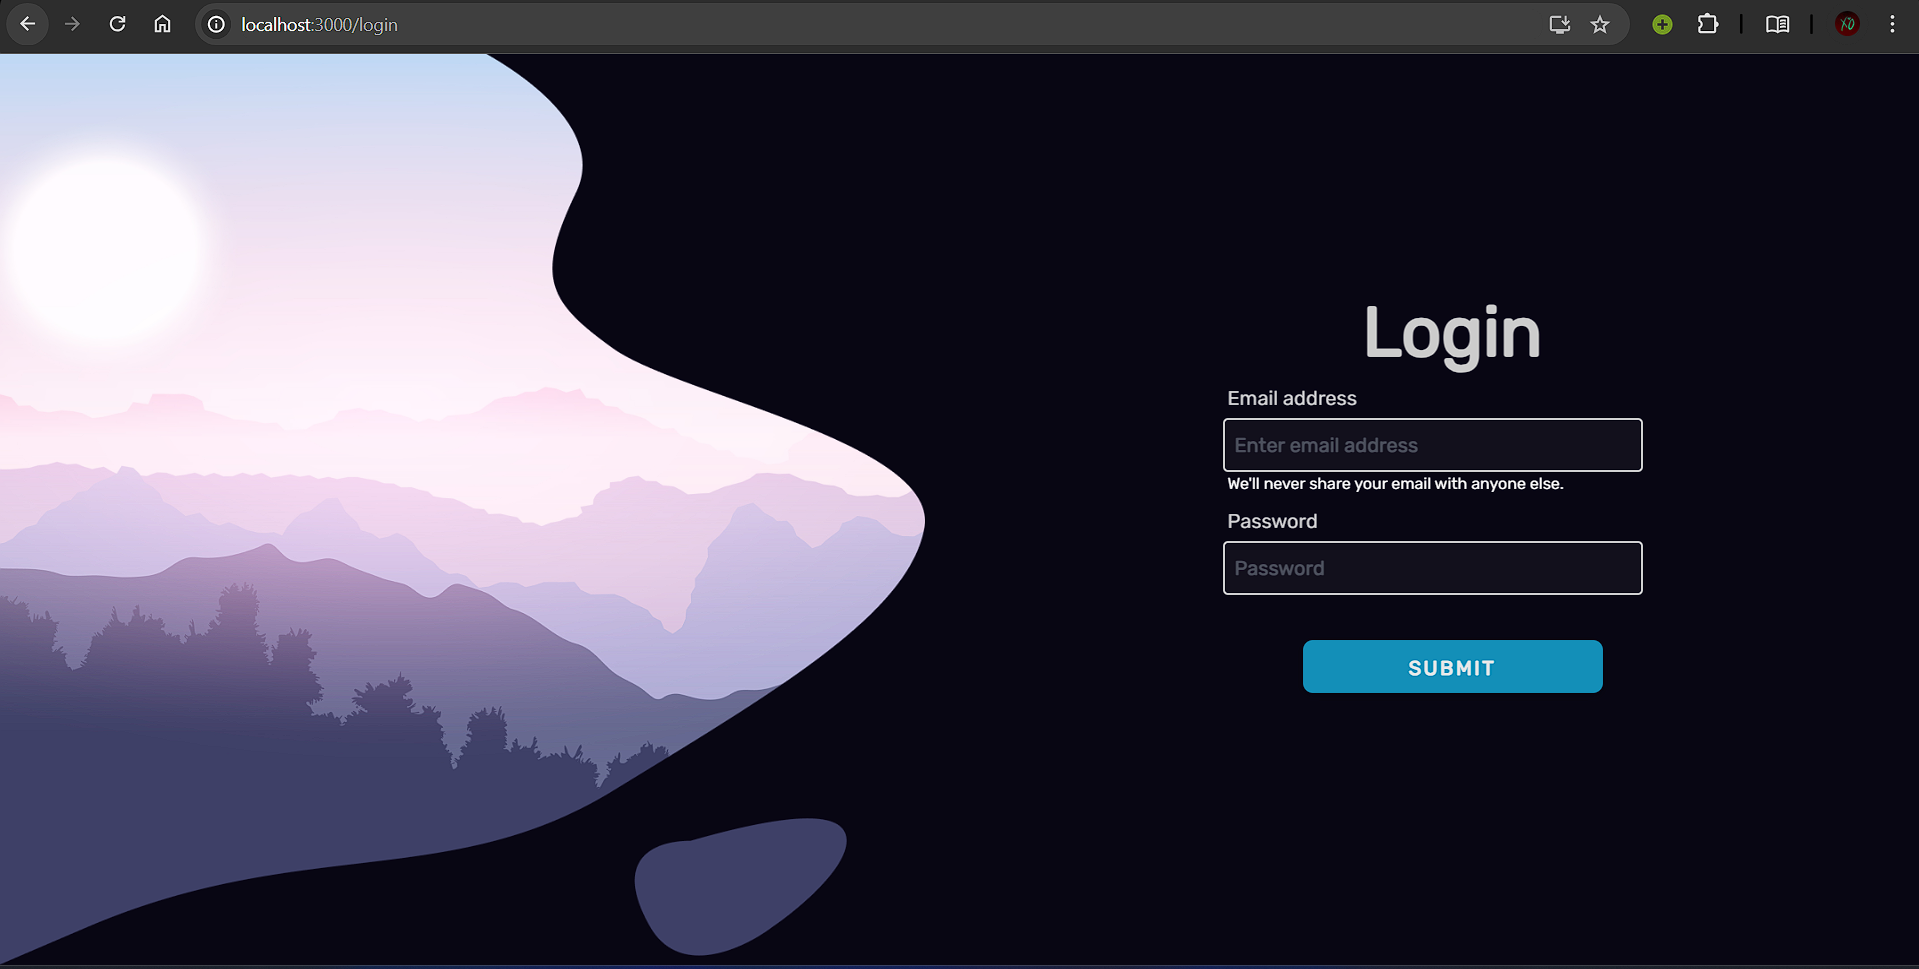 localhost:3000/login
Login
Email address
Enter email address
We'll never share your email with anyone else.
Password
Password
SUBMIT